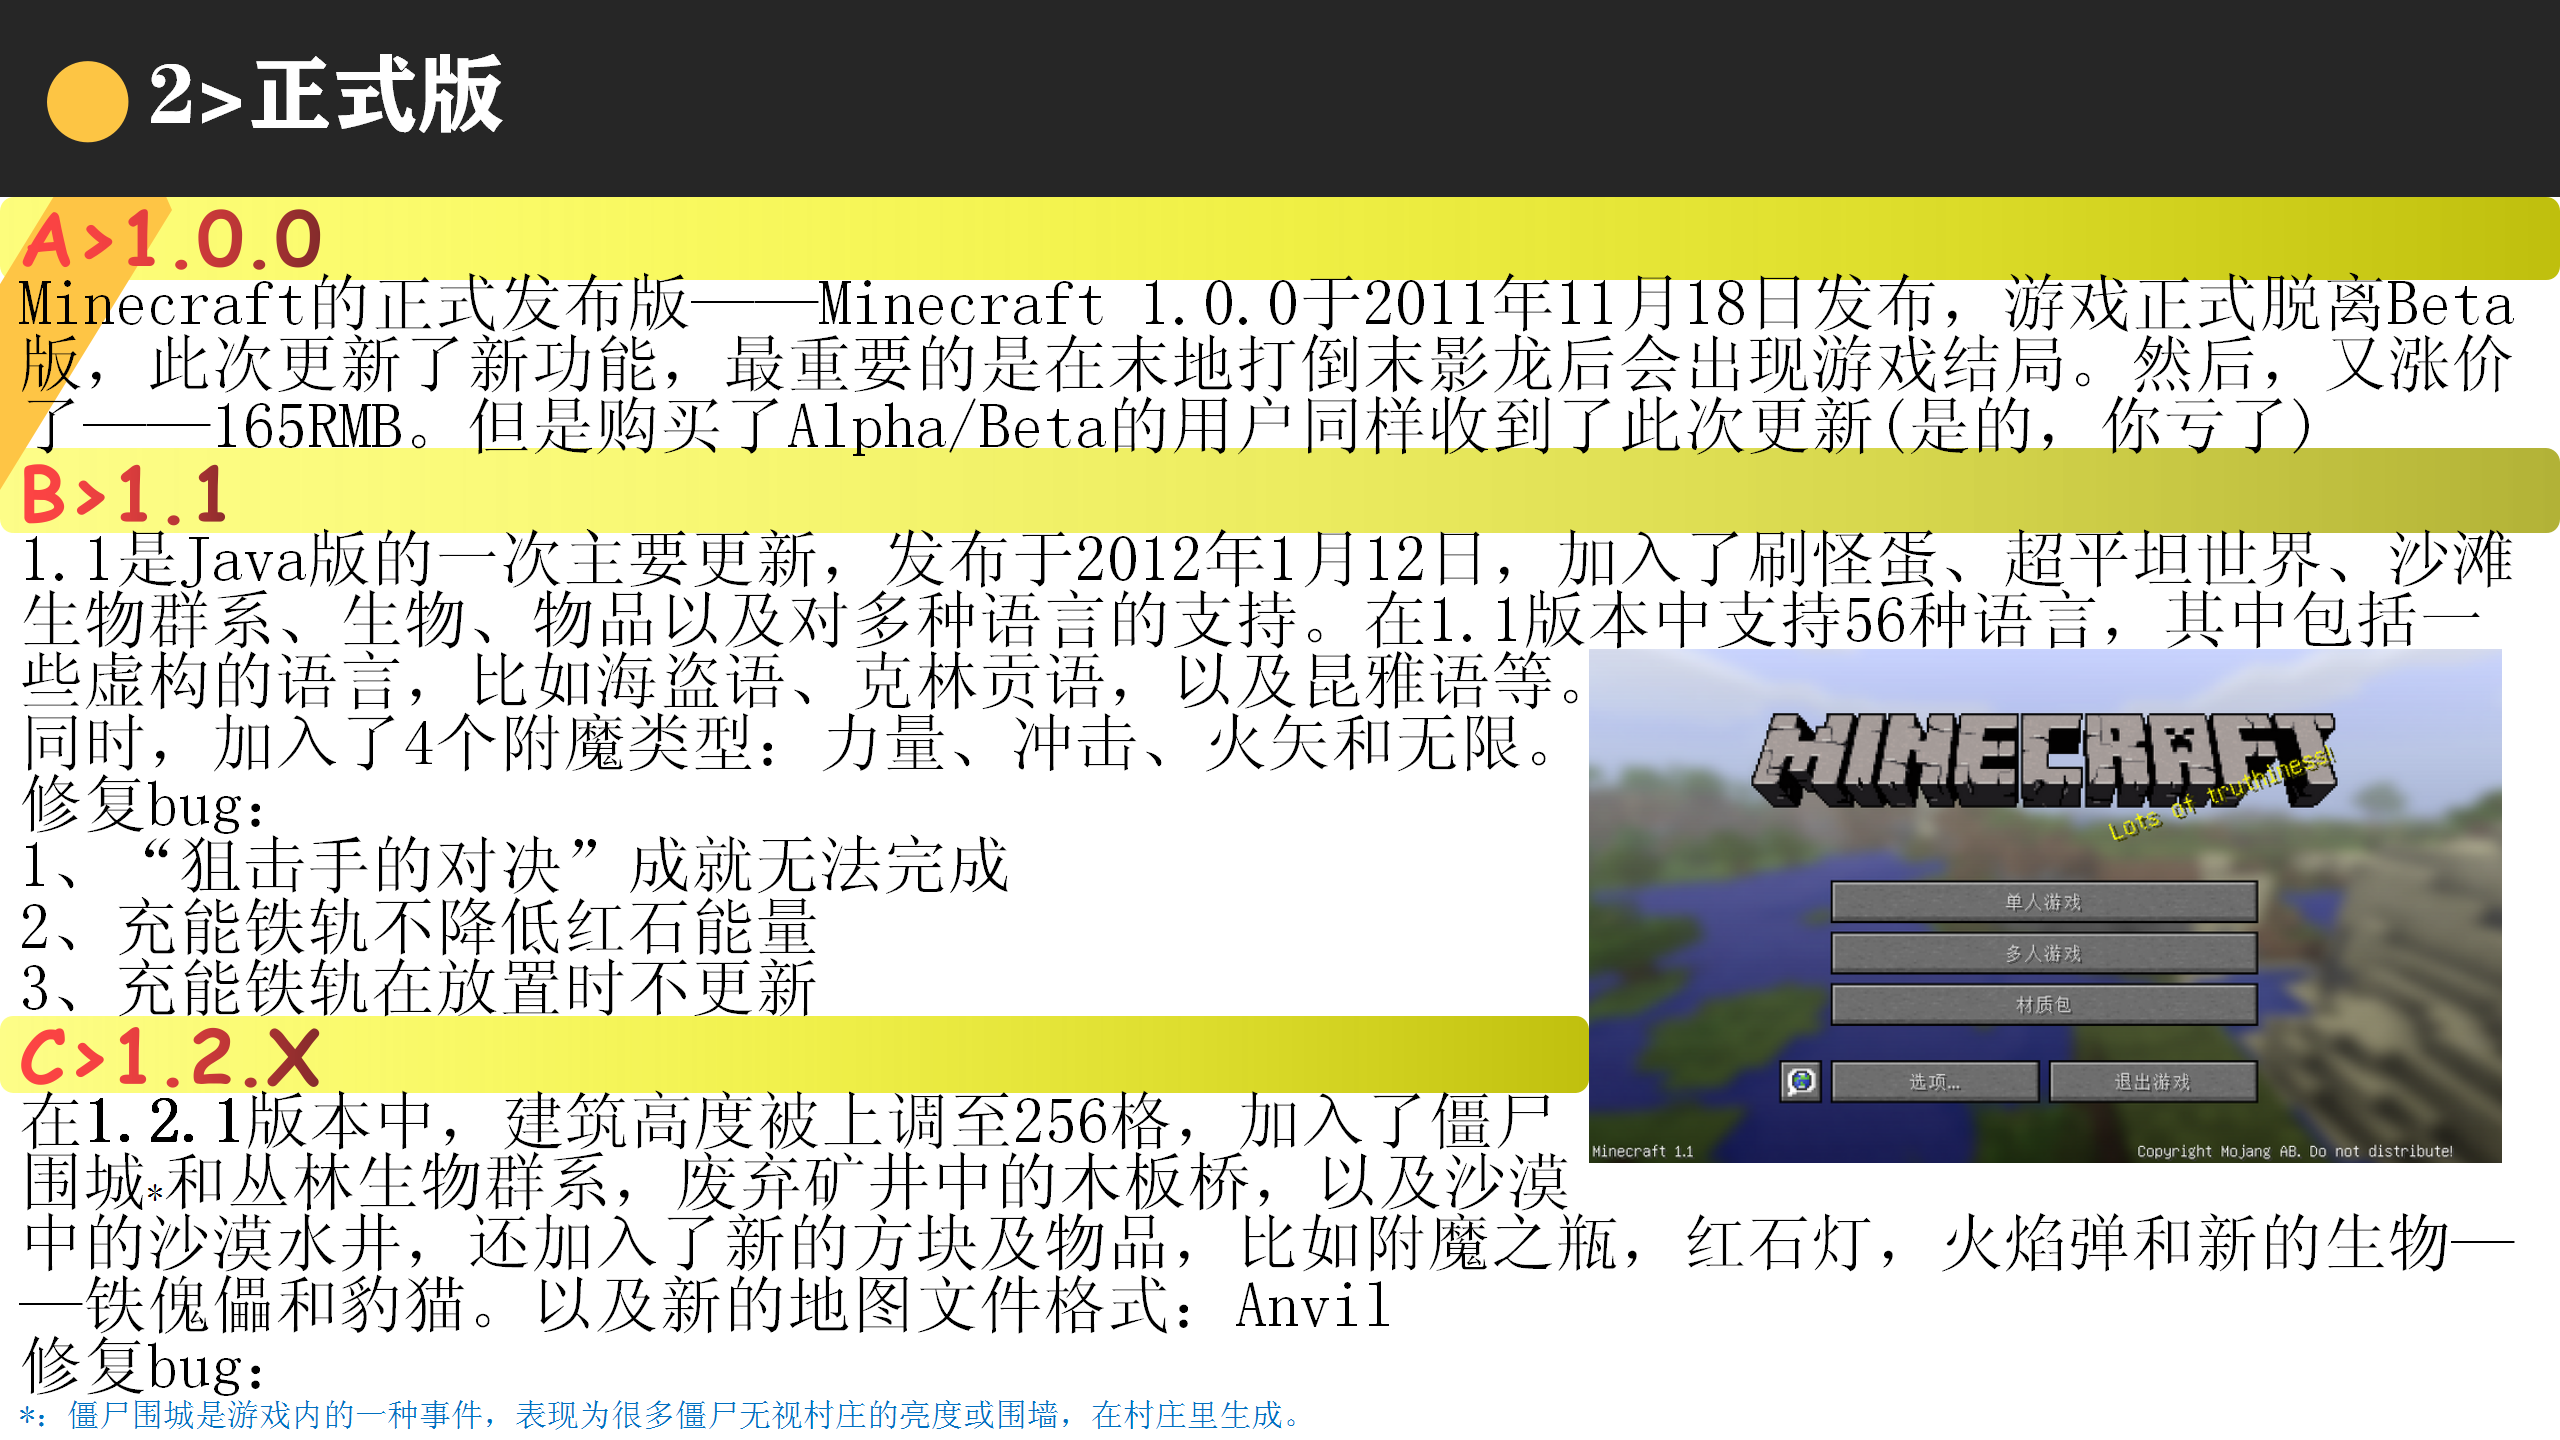 2>正式版
A>1.0.0
Minecraft的正式发布版——Minecraft 1.0.0于2011年11月18日发布，游戏正式脱离Beta
版，此次更新了新功能，最重要的是在末地打倒末影龙后会出现游戏结局。然后，又涨价
了——165RMB。但是购买了Alpha/Beta的用户同样收到了此次更新(是的，你亏了)
B>1.1
1.1是Java版的一次主要更新，发布于2012年1月12日，加入了刷怪蛋、超平坦世界、沙滩
生物群系、生物、物品以及对多种语言的支持。在1.1版本中支持56种语言，其中包括一
些虚构的语言，比如海盗语、克林贡语，以及昆雅语等。
同时，加入了4个附魔类型：力量、冲击、火矢和无限。
修复bug：
1、“狙击手的对决”成就无法完成
2、充能铁轨不降低红石能量
3、充能铁轨在放置时不更新
MINECRAFT
Lots of truthiness!
单人游戏
多人游戏
材质包
选项...
退出游戏
Minecraft 1.1
Copyright Mojang AB. Do not distribute!
C>1.2.X
在1.2.1版本中，建筑高度被上调至256格，加入了僵尸
围城*和丛林生物群系，废弃矿井中的木板桥，以及沙漠
中的沙漠水井，还加入了新的方块及物品，比如附魔之瓶，红石灯，火焰弹和新的生物—
—铁傀儡和豹猫。以及新的地图文件格式：Anvil
修复bug：
*：僵尸围城是游戏内的一种事件，表现为很多僵尸无视村庄的亮度或围墙，在村庄里生成。